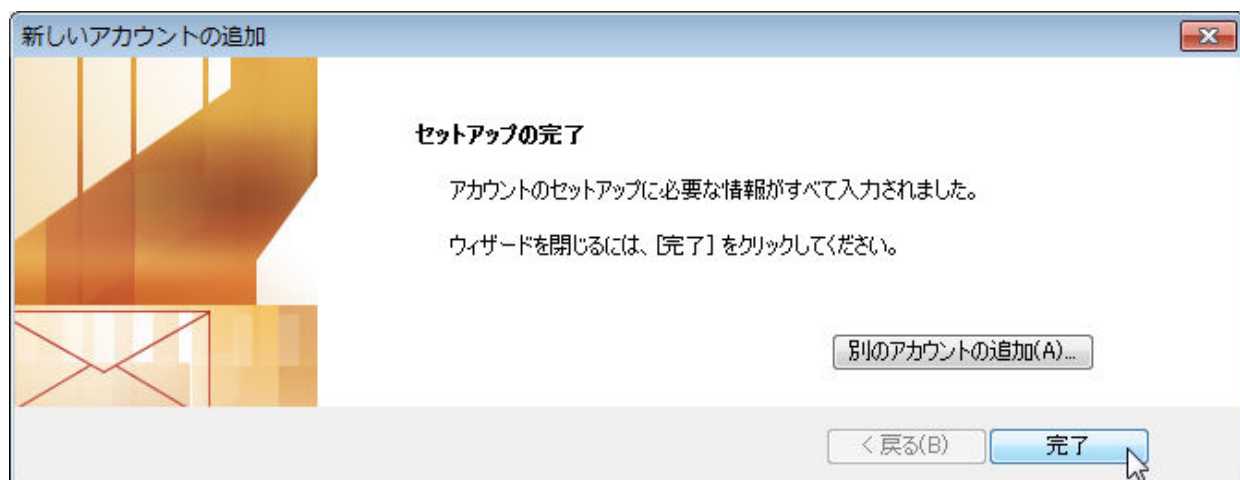 新しいアカウントの追加
セットアップの完了
アカウントのセットアップに必要な情報がすべて入力されました。
ウィザードを閉じるには、[完了] をクリックしてください。
別のアカウントの追加(A)...
< 戻る(B)
完了